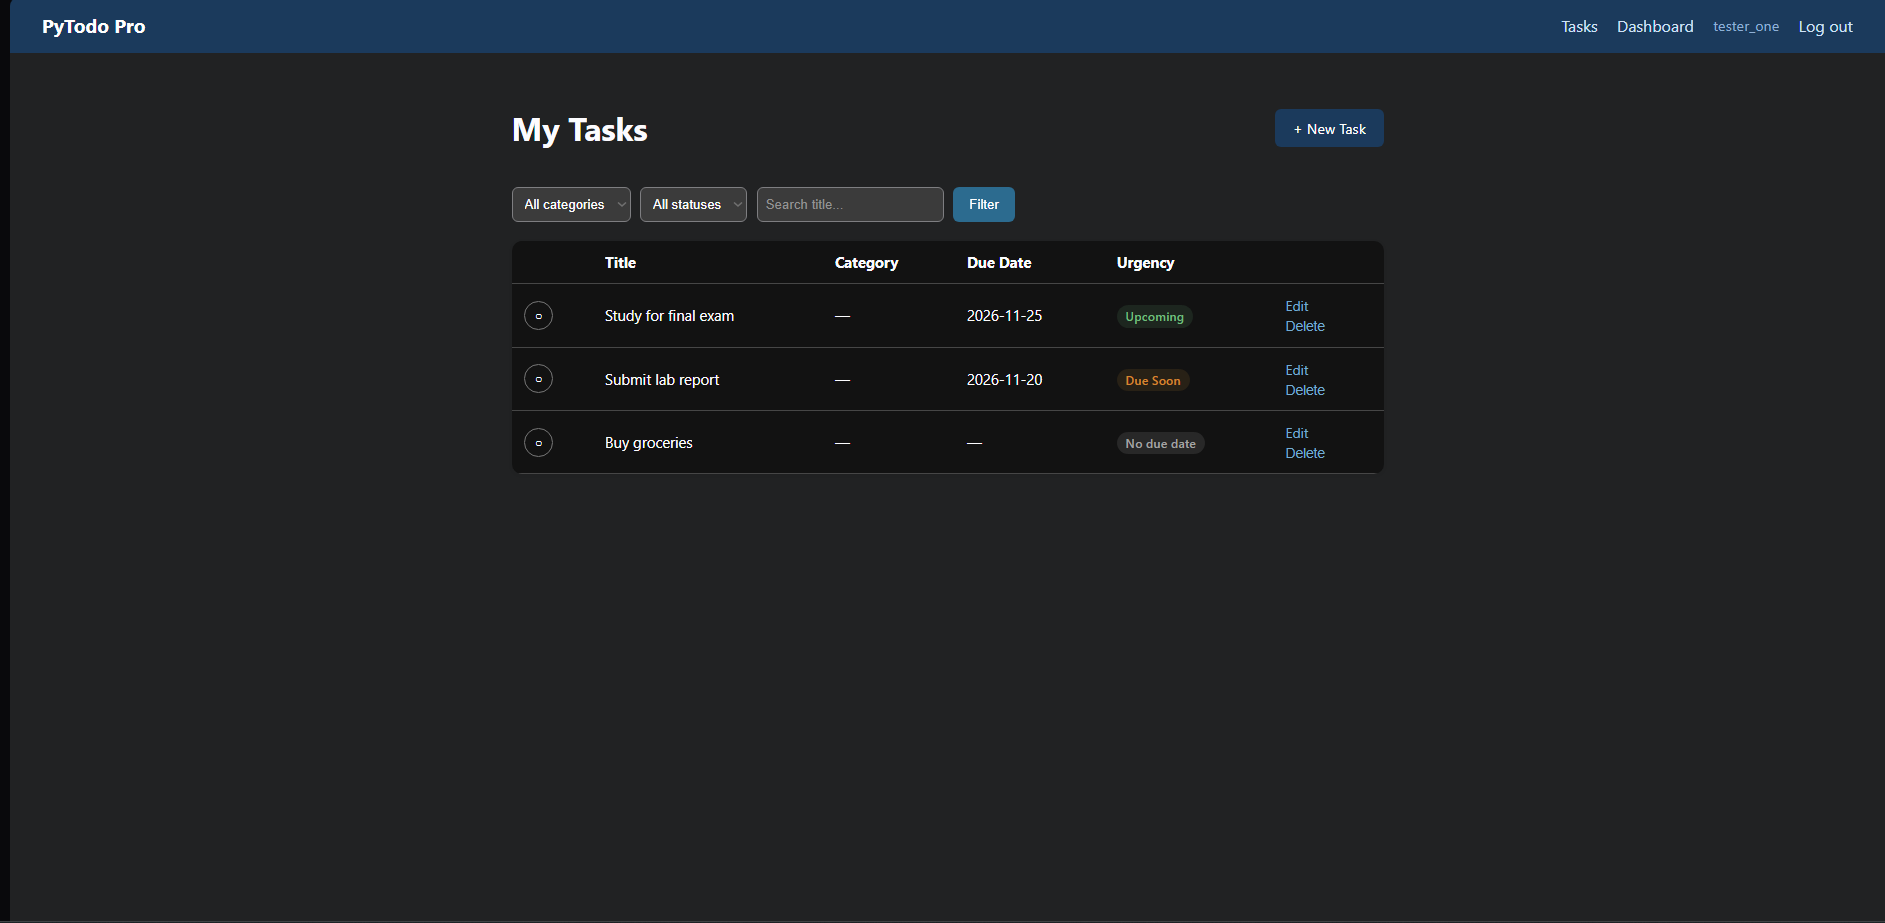 PyTodo Pro Tasks Dashboard tester_one Log out
My Tasks + New Task
All categories All statuses Search title... Filter
Title Category Due Date Urgency
Study for final exam — 2026-11-25 Upcoming Edit
Delete
Submit lab report — 2026-11-20 Due Soon Edit
Delete
Buy groceries — — No due date Edit
Delete